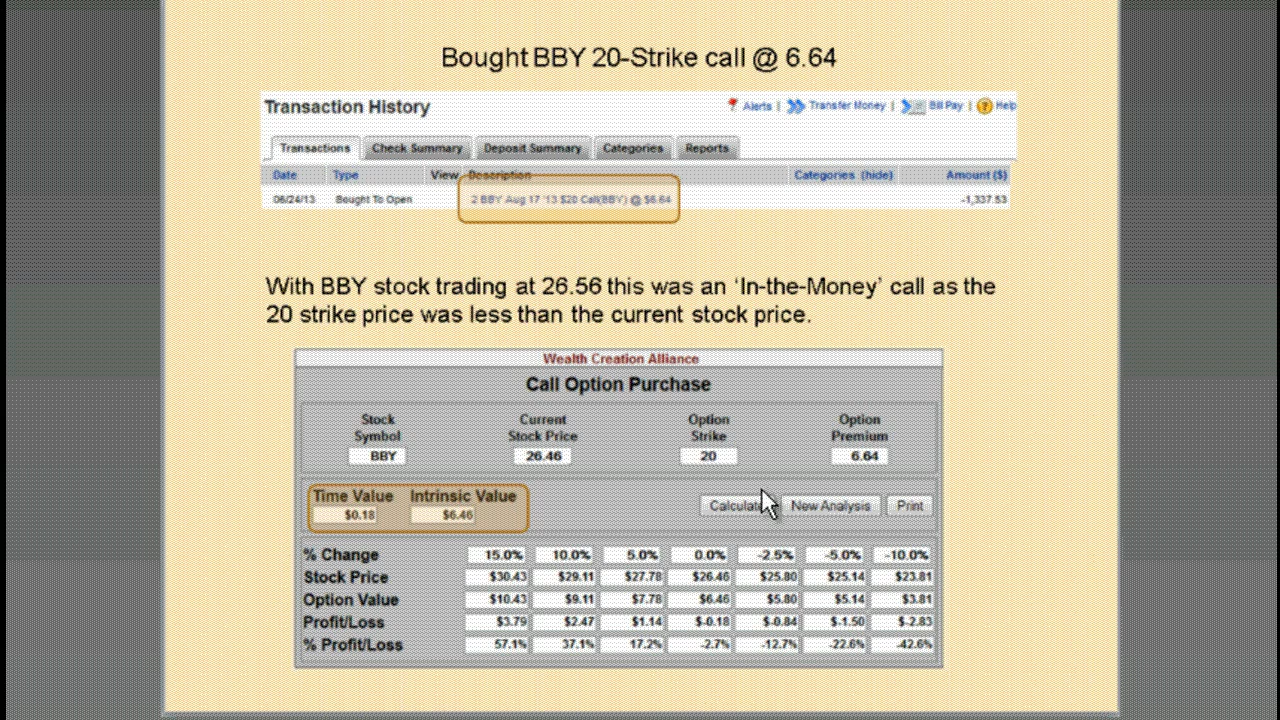 Bought BBY 20-Strike call @ 6.64
Transaction History
Alerts | Transfer Money | Bill Pay | Help
Transactions Check Summary Deposit Summary Categories Reports
Date Type View Description Categories (hide) Amount ($)
06/24/13 Bought To Open 2 BBY Aug 17 '13 $20 Call(BBY) @ $6.64 -1,337.53
With BBY stock trading at 26.56 this was an ‘In-the-Money’ call as the
20 strike price was less than the current stock price.
Wealth Creation Alliance
Call Option Purchase
Stock Current Option Option
Symbol Stock Price Strike Premium
BBY 26.46 20 6.64
Time Value Intrinsic Value
$0.18 $6.46
Calculate New Analysis Print
% Change 15.0% 10.0% 5.0% 0.0% -2.5% -5.0% -10.0%
Stock Price $30.43 $29.11 $27.78 $26.46 $25.80 $25.14 $23.81
Option Value $10.43 $9.11 $7.78 $6.46 $5.80 $5.14 $3.81
Profit/Loss $3.79 $2.47 $1.14 $-0.18 $-0.84 $-1.50 $-2.83
% Profit/Loss 57.1% 37.1% 17.2% -2.7% -12.7% -22.6% -42.6%